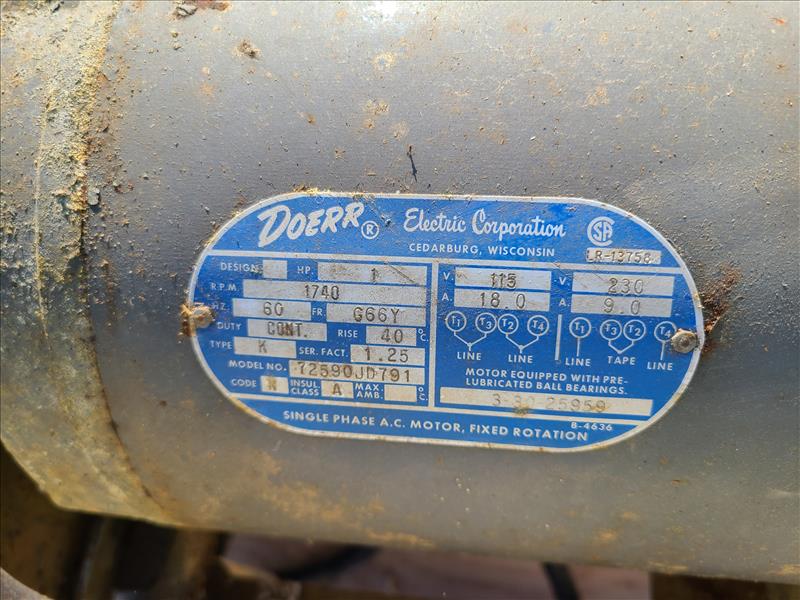 DOERR® Electric Corporation
CEDARBURG, WISCONSIN
SA LR-13758
DESIGN HP. 1
R.P.M. 1740
HZ. 60 FR. G66Y
DUTY CONT. RISE 40 °C.
TYPE K SER. FACT. 1.25
MODEL NO. 72590JD791
CODE INSUL. CLASS A MAX. AMB. °C.
V. 115 V. 230
A. 18.0 A. 9.0
T1 T3 T2 T4 T1 T3 T2 T4
LINE LINE LINE TAPE LINE
MOTOR EQUIPPED WITH PRE-
LUBRICATED BALL BEARINGS.
3-80 25959
B-4636
SINGLE PHASE A.C. MOTOR, FIXED ROTATION